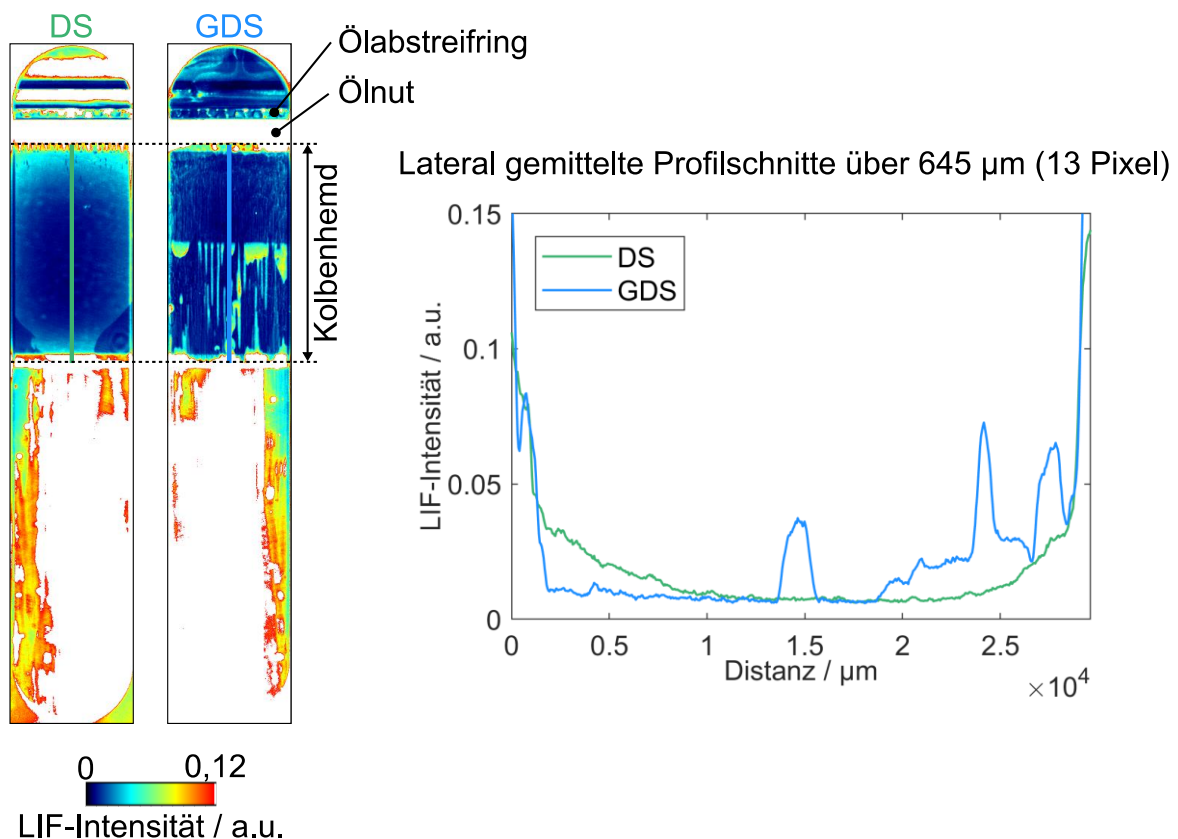 DS
GDS
Ölabstreifring
Ölnut
Kolbenhemd
0
0,12
LIF-Intensität / a.u.
Lateral gemittelte Profilschnitte über 645 µm (13 Pixel)
DS
GDS
0.15
0.1
0.05
0
LIF-Intensität / a.u.
0
0.5
1
1.5
2
2.5
×10⁴
Distanz / µm